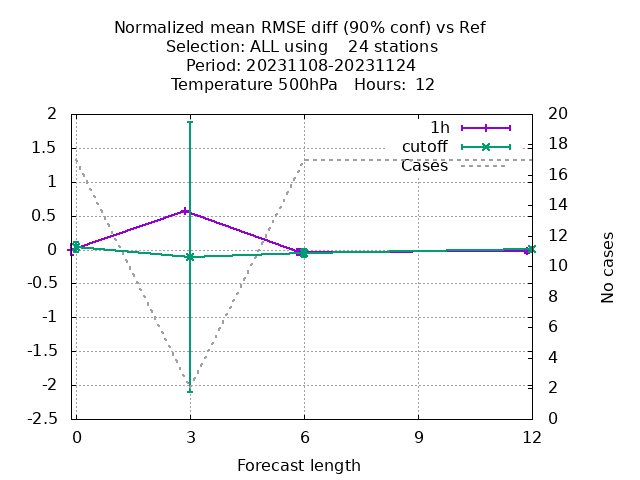 Normalized mean RMSE diff (90% conf) vs Ref
Selection: ALL using    24 stations
Period: 20231108-20231124
Temperature 500hPa   Hours:  12
2
1.5
1
0.5
0
-0.5
-1
-1.5
-2
-2.5
20
18
16
14
12
10
8
6
4
2
0
1h
cutoff
Cases
No cases
0
3
6
9
12
Forecast length